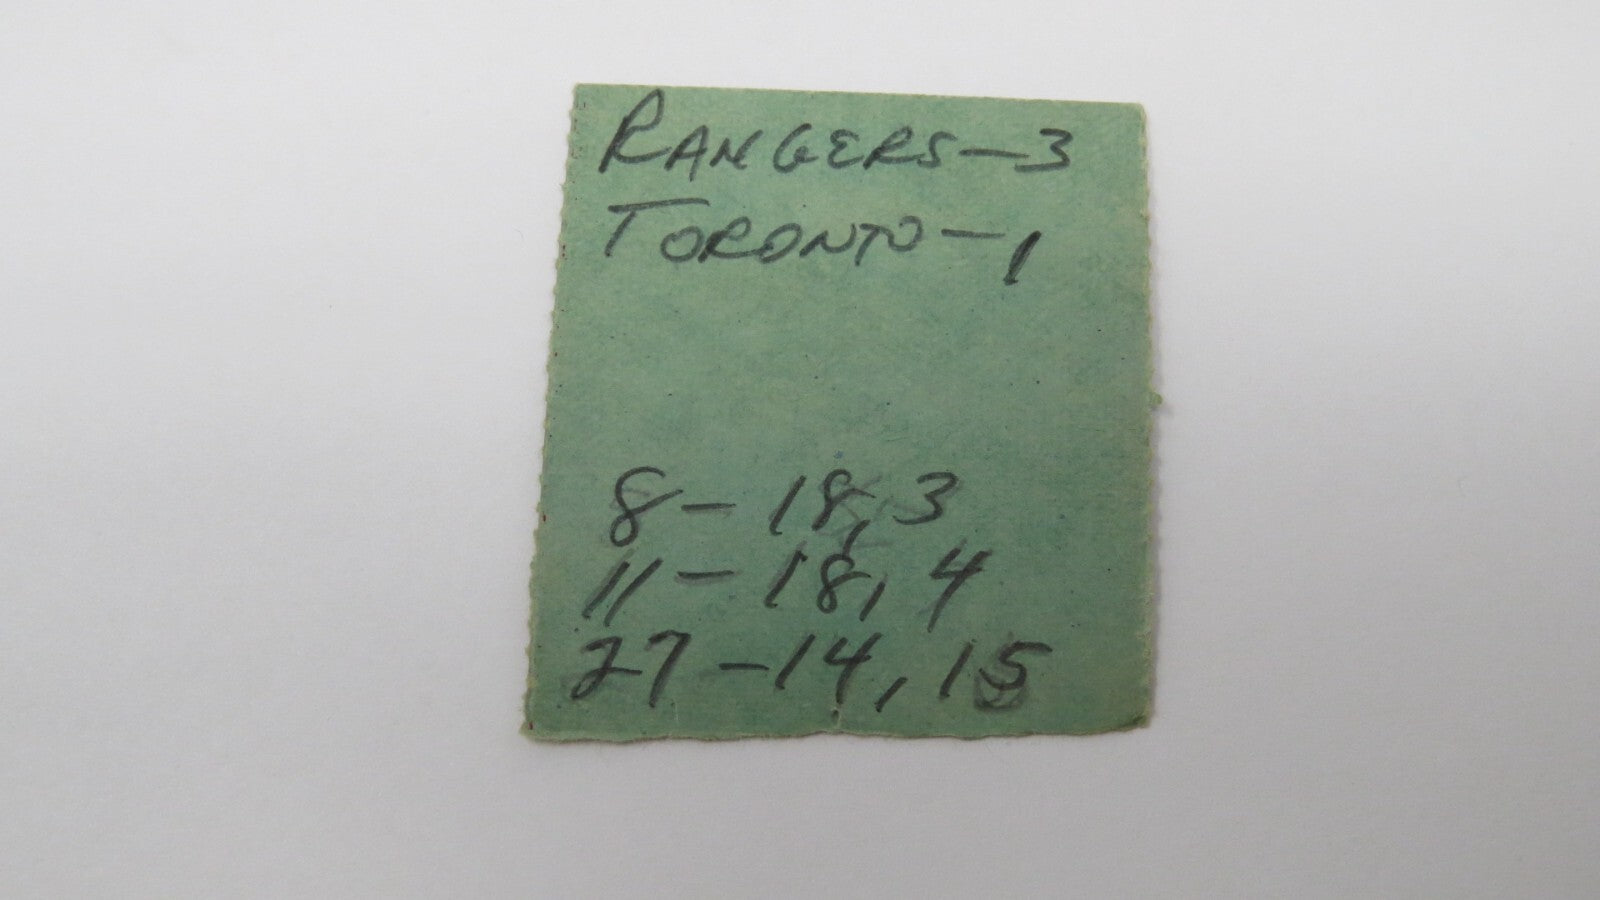 RANGERS-3
TORONTO-1
8-18,3
11-18,4
27-14,15